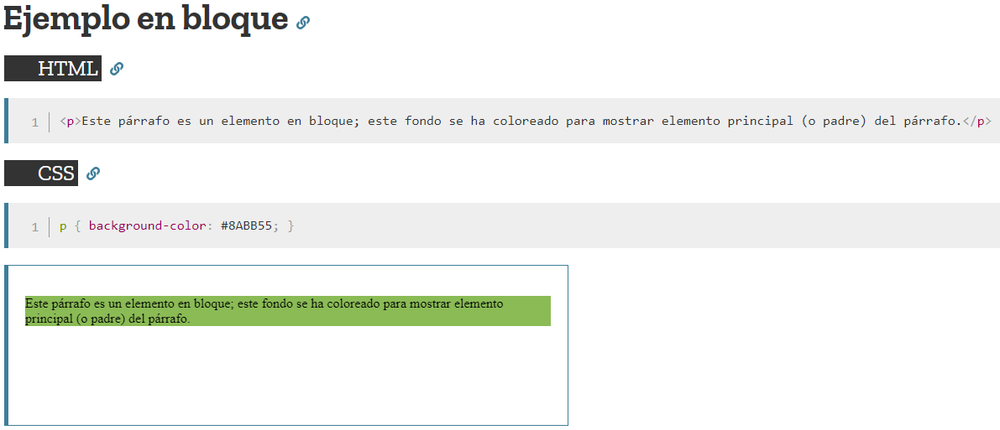 Ejemplo en bloque
HTML
1 <p>Este párrafo es un elemento en bloque; este fondo se ha coloreado para mostrar elemento principal (o padre) del párrafo.</p>
CSS
1 p { background-color: #8ABB55; }
Este párrafo es un elemento en bloque; este fondo se ha coloreado para mostrar elemento
principal (o padre) del párrafo.